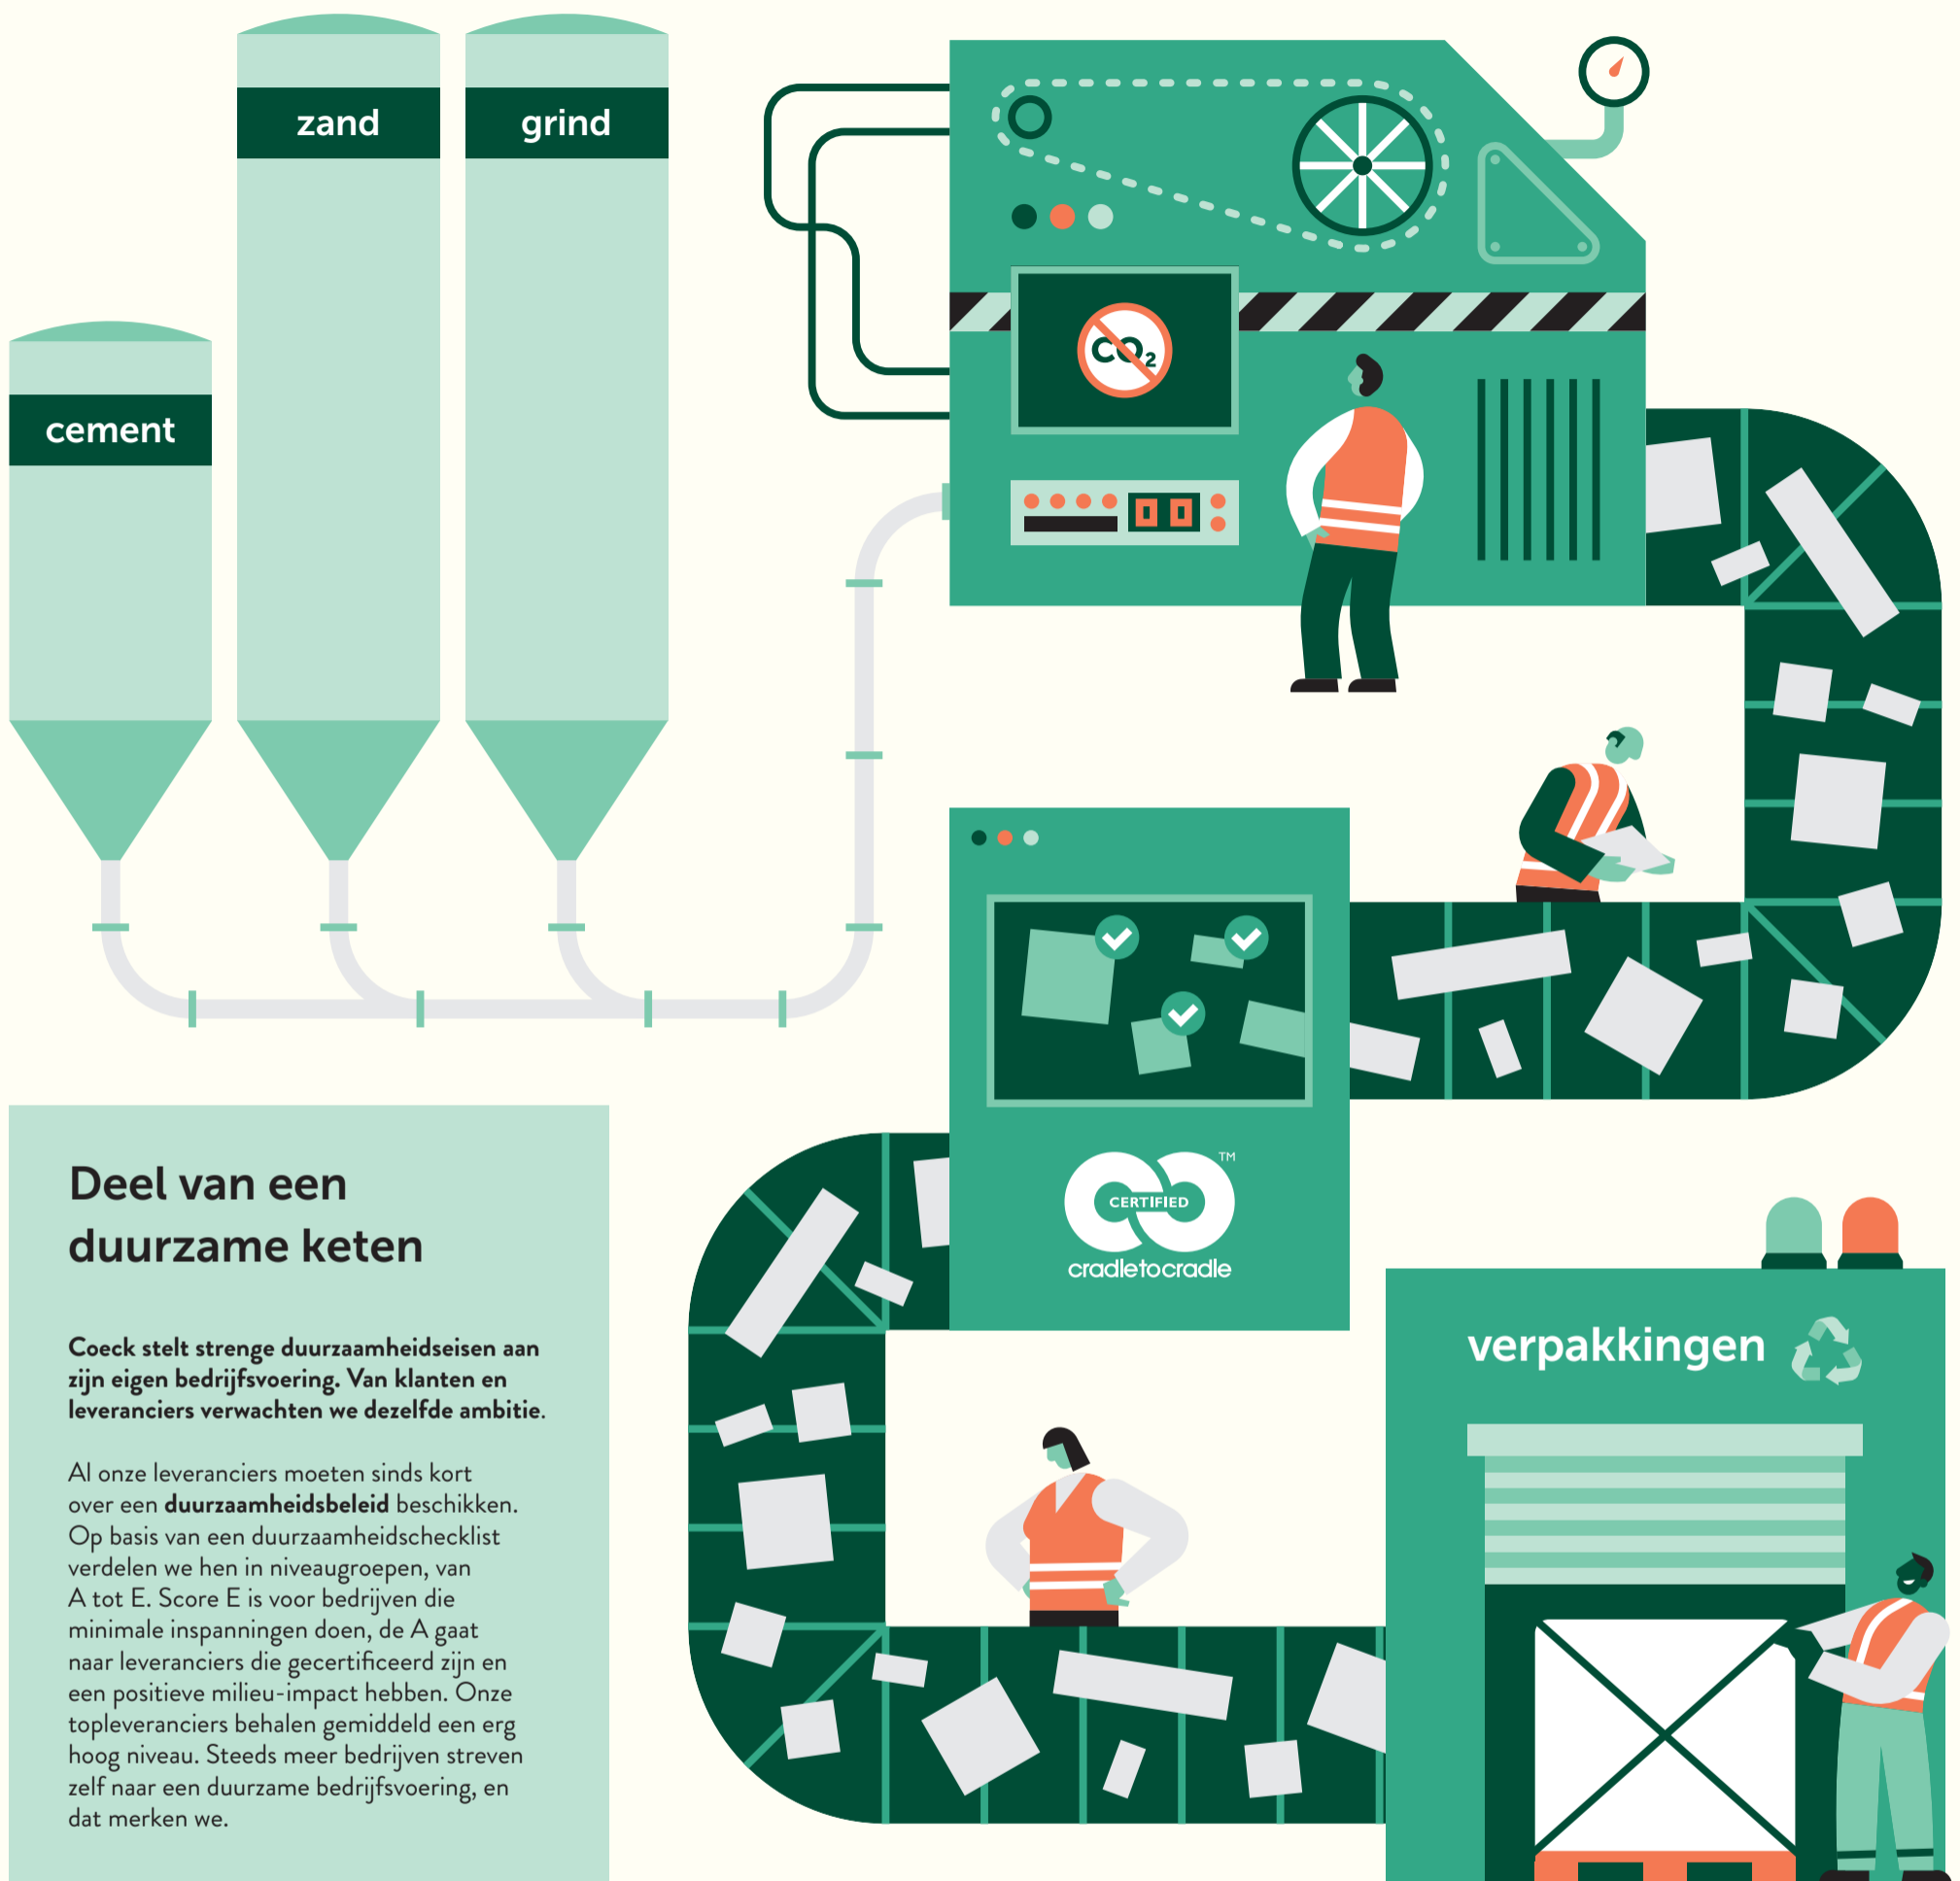 zand
grind
cement
CO₂
CERTIFIED
TM
cradletocradle
Deel van een
duurzame keten
Coeck stelt strenge duurzaamheidseisen aan
zijn eigen bedrijfsvoering. Van klanten en
leveranciers verwachten we dezelfde ambitie.
Al onze leveranciers moeten sinds kort
over een duurzaamheidsbeleid beschikken.
Op basis van een duurzaamheidschecklist
verdelen we hen in niveaugroepen, van
A tot E. Score E is voor bedrijven die
minimale inspanningen doen, de A gaat
naar leveranciers die gecertificeerd zijn en
een positieve milieu-impact hebben. Onze
topleveranciers behalen gemiddeld een erg
hoog niveau. Steeds meer bedrijven streven
zelf naar een duurzame bedrijfsvoering, en
dat merken we.
verpakkingen